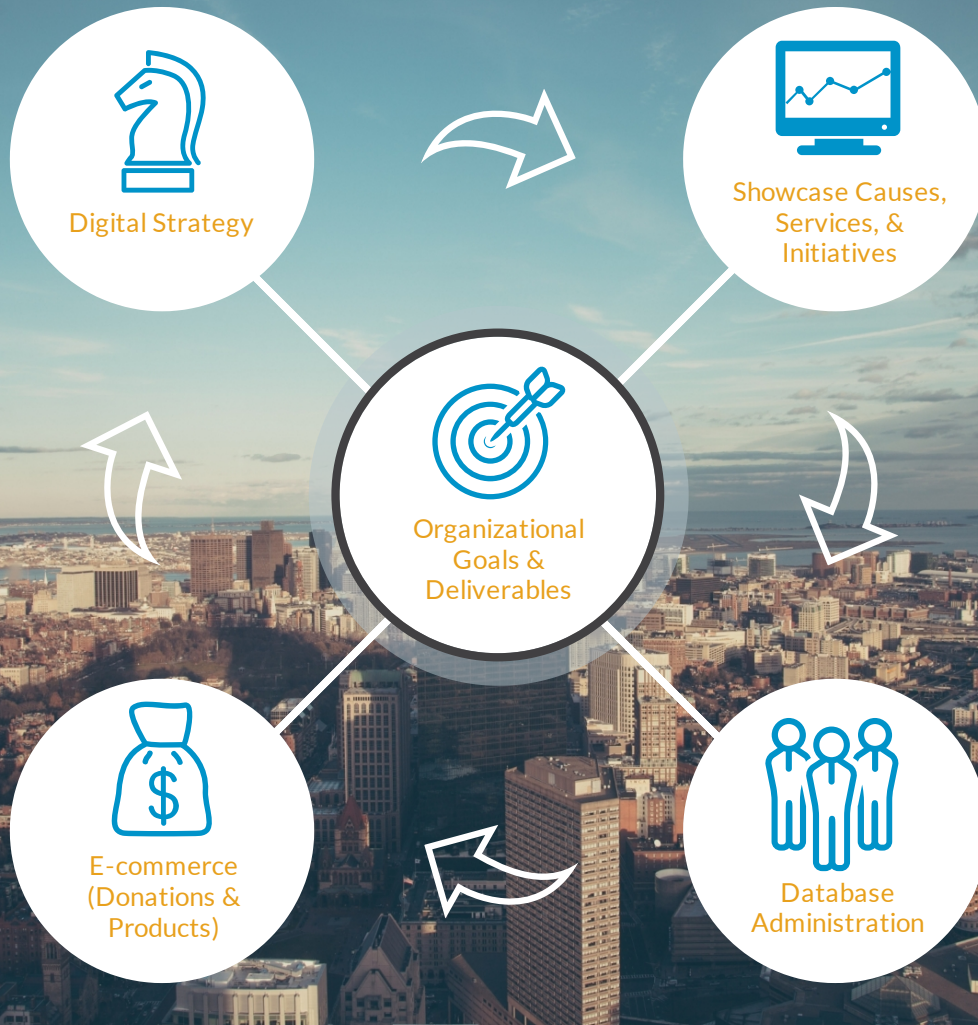 Digital Strategy
Showcase Causes,
Services, &
Initiatives
Organizational
Goals &
Deliverables
E-commerce
(Donations &
Products)
Database
Administration